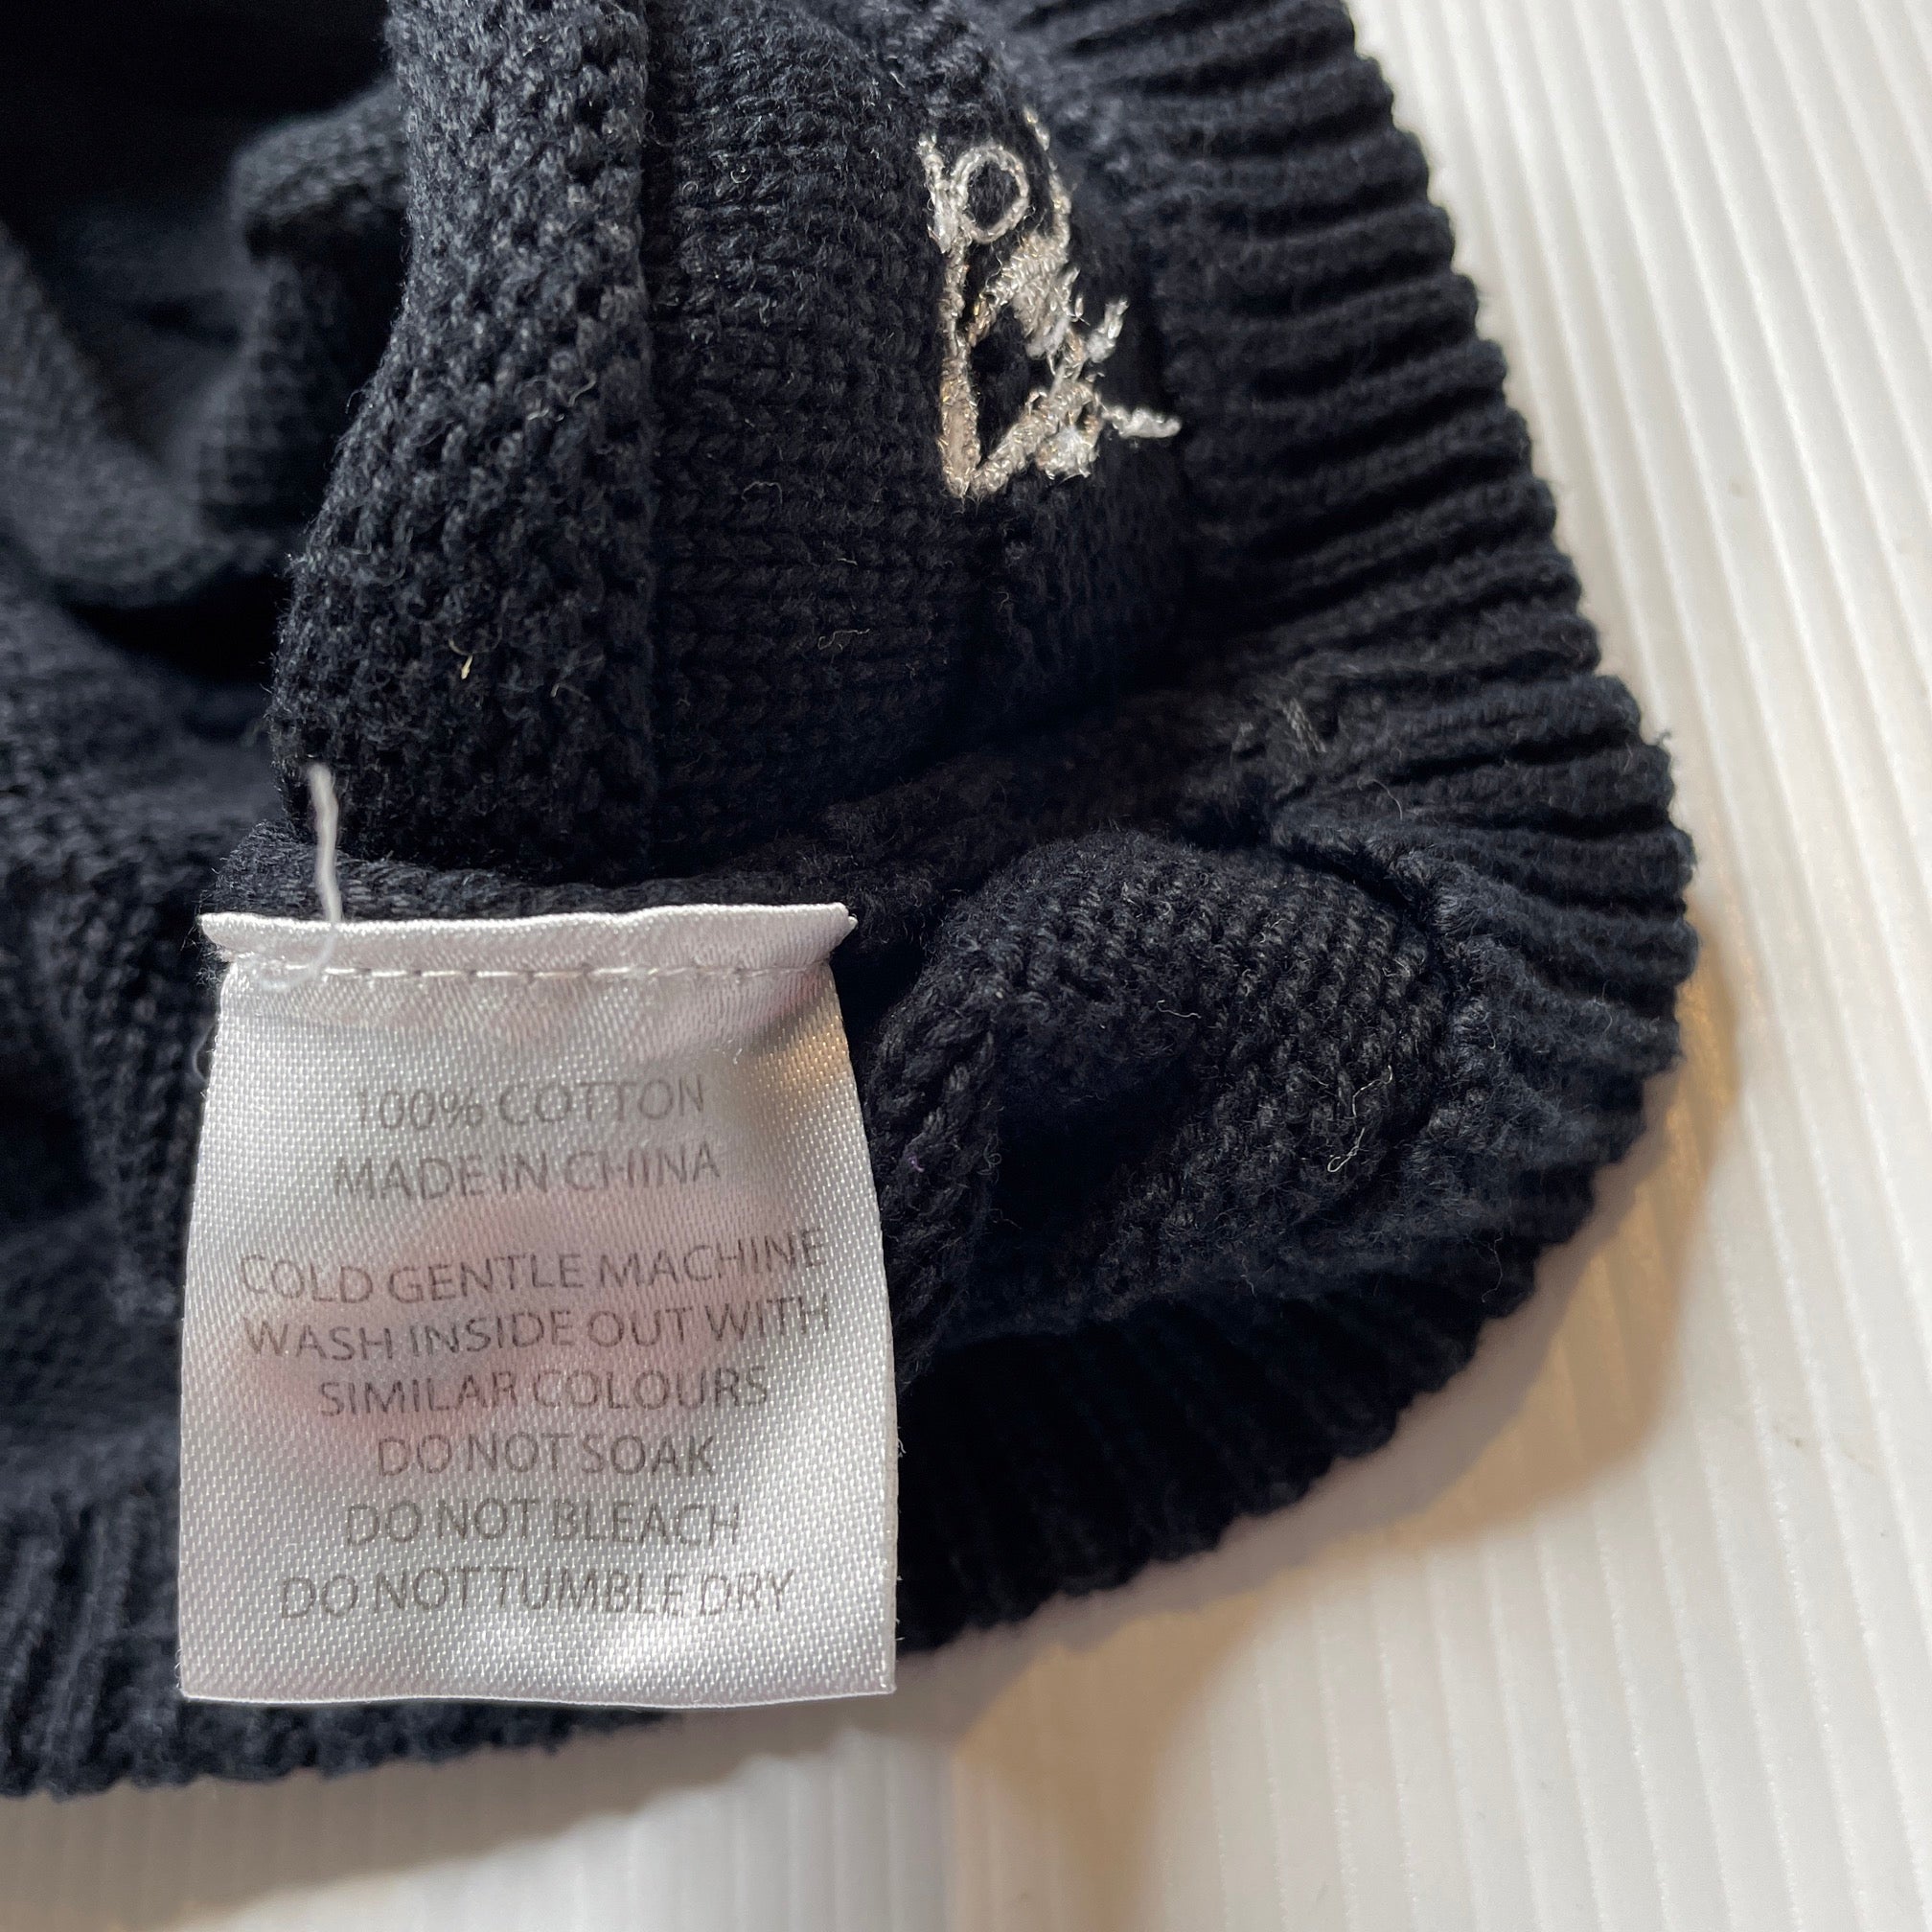 100% COTTON
MADE IN CHINA
COLD GENTLE MACHINE
WASH INSIDE OUT WITH
SIMILAR COLOURS
DO NOT SOAK
DO NOT BLEACH
DO NOT TUMBLE DRY